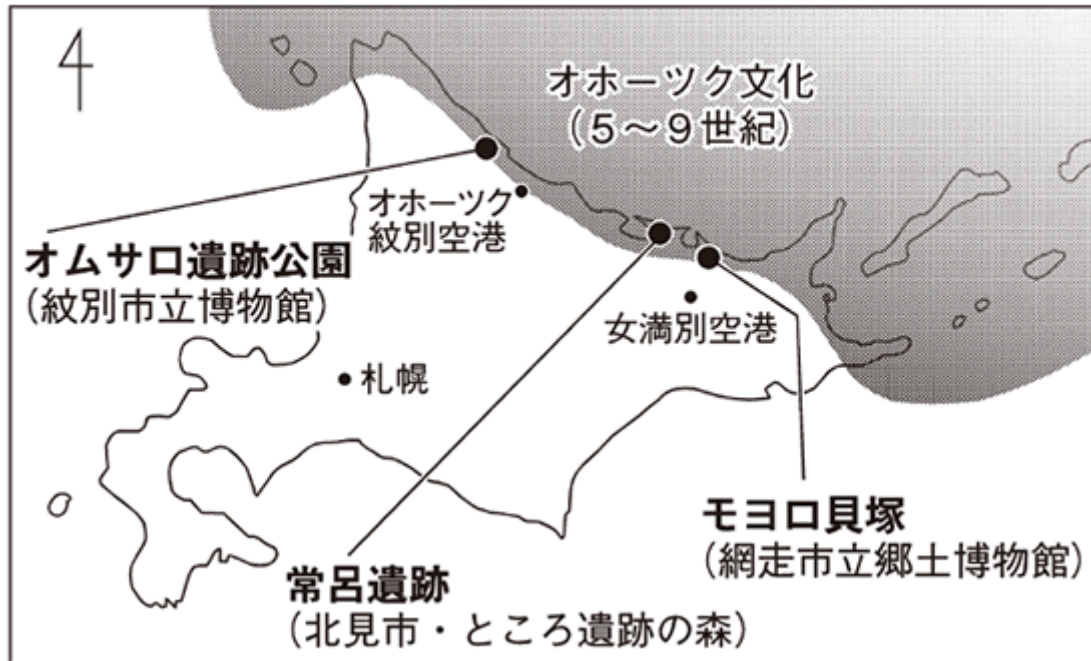 オホーツク文化
(5～9世紀)
オホーツク
紋別空港
オムサロ遺跡公園
(紋別市立博物館)
女満別空港
札幌
モヨロ貝塚
(網走市立郷土博物館)
常呂遺跡
(北見市・ところ遺跡の森)